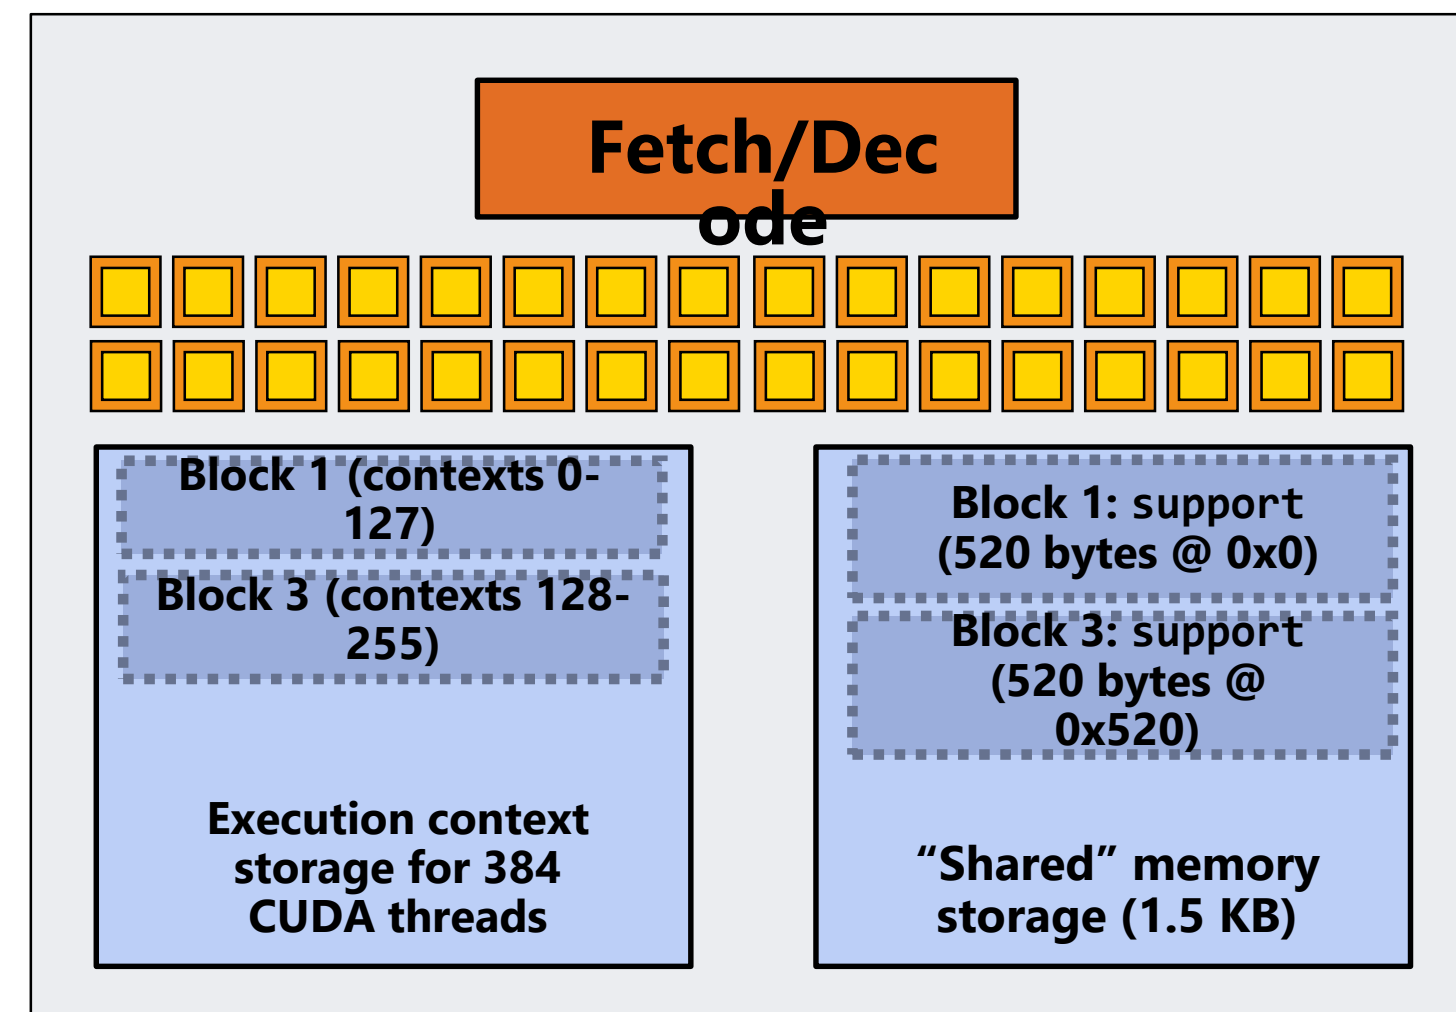 Fetch/Dec
ode
Block 1 (contexts 0-
127)
Block 3 (contexts 128-
255)
Execution context
storage for 384
CUDA threads
Block 1: support
(520 bytes @ 0x0)
Block 3: support
(520 bytes @
0x520)
“Shared” memory
storage (1.5 KB)